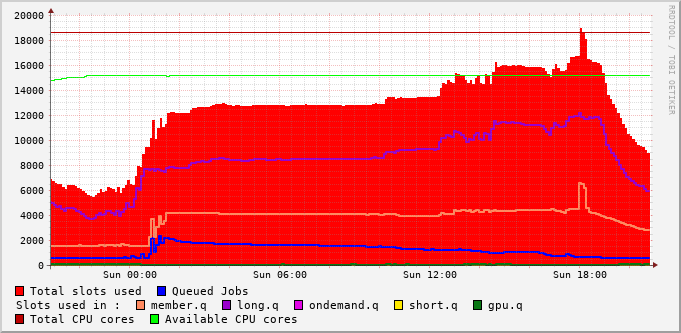 20000
18000
16000
14000
12000
10000
8000
6000
4000
2000
0
Sun 00:00 Sun 06:00 Sun 12:00 Sun 18:00
Total slots used Queued Jobs
Slots used in : member.q long.q ondemand.q short.q gpu.q
Total CPU cores Available CPU cores
RRDTOOL / TOBI OETIKER